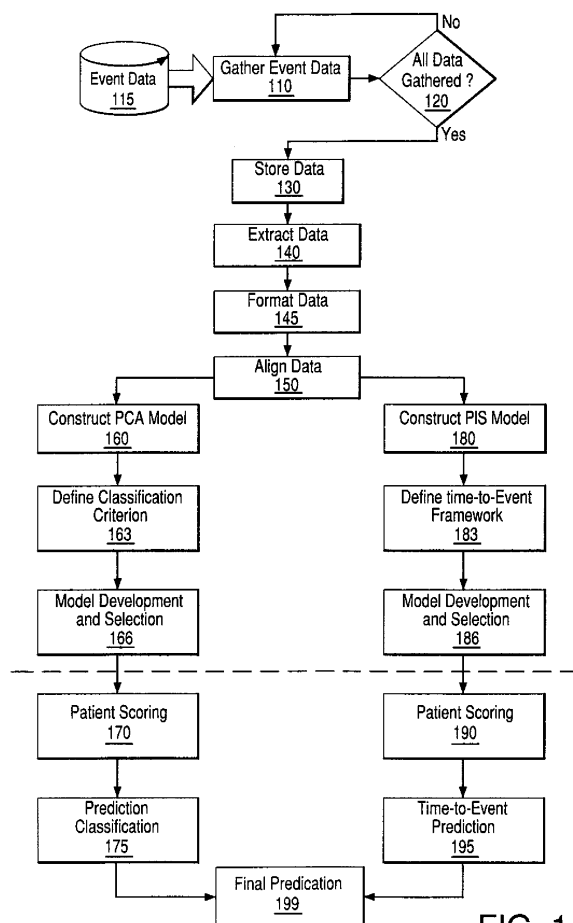 No
Event Data
115
Gather Event Data
110
All Data
Gathered ?
120
Yes
Store Data
130
Extract Data
140
Format Data
145
Align Data
150
Construct PCA Model
160
Construct PIS Model
180
Define Classification
Criterion
163
Define time-to-Event
Framework
183
Model Development
and Selection
166
Model Development
and Selection
186
Patient Scoring
170
Patient Scoring
190
Prediction
Classification
175
Time-to-Event
Prediction
195
Final Predication
199
FIG. 1